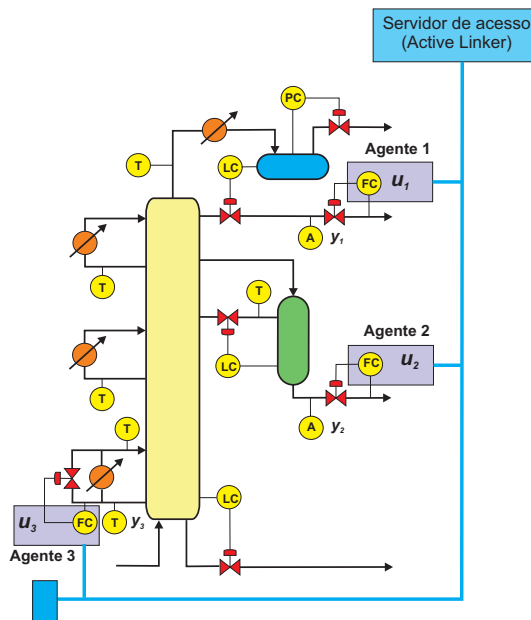 Servidor de acesso
(Active Linker)
PC
Agente 1
T
LC
FC
u1
A
y1
T
T
Agente 2
LC
FC
u2
T
A
y2
T
LC
u3
FC
T
y3
Agente 3